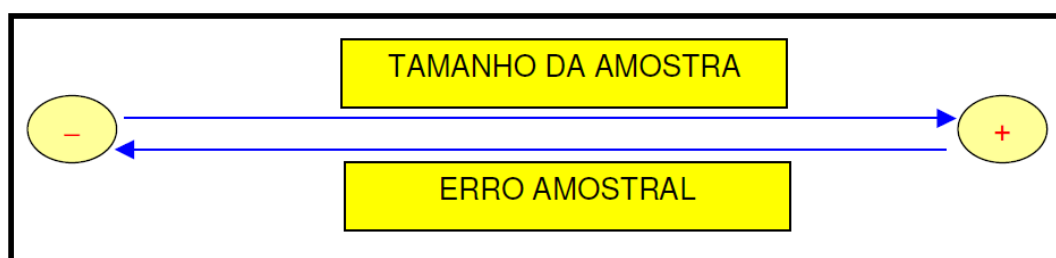 TAMANHO DA AMOSTRA
– +
ERRO AMOSTRAL